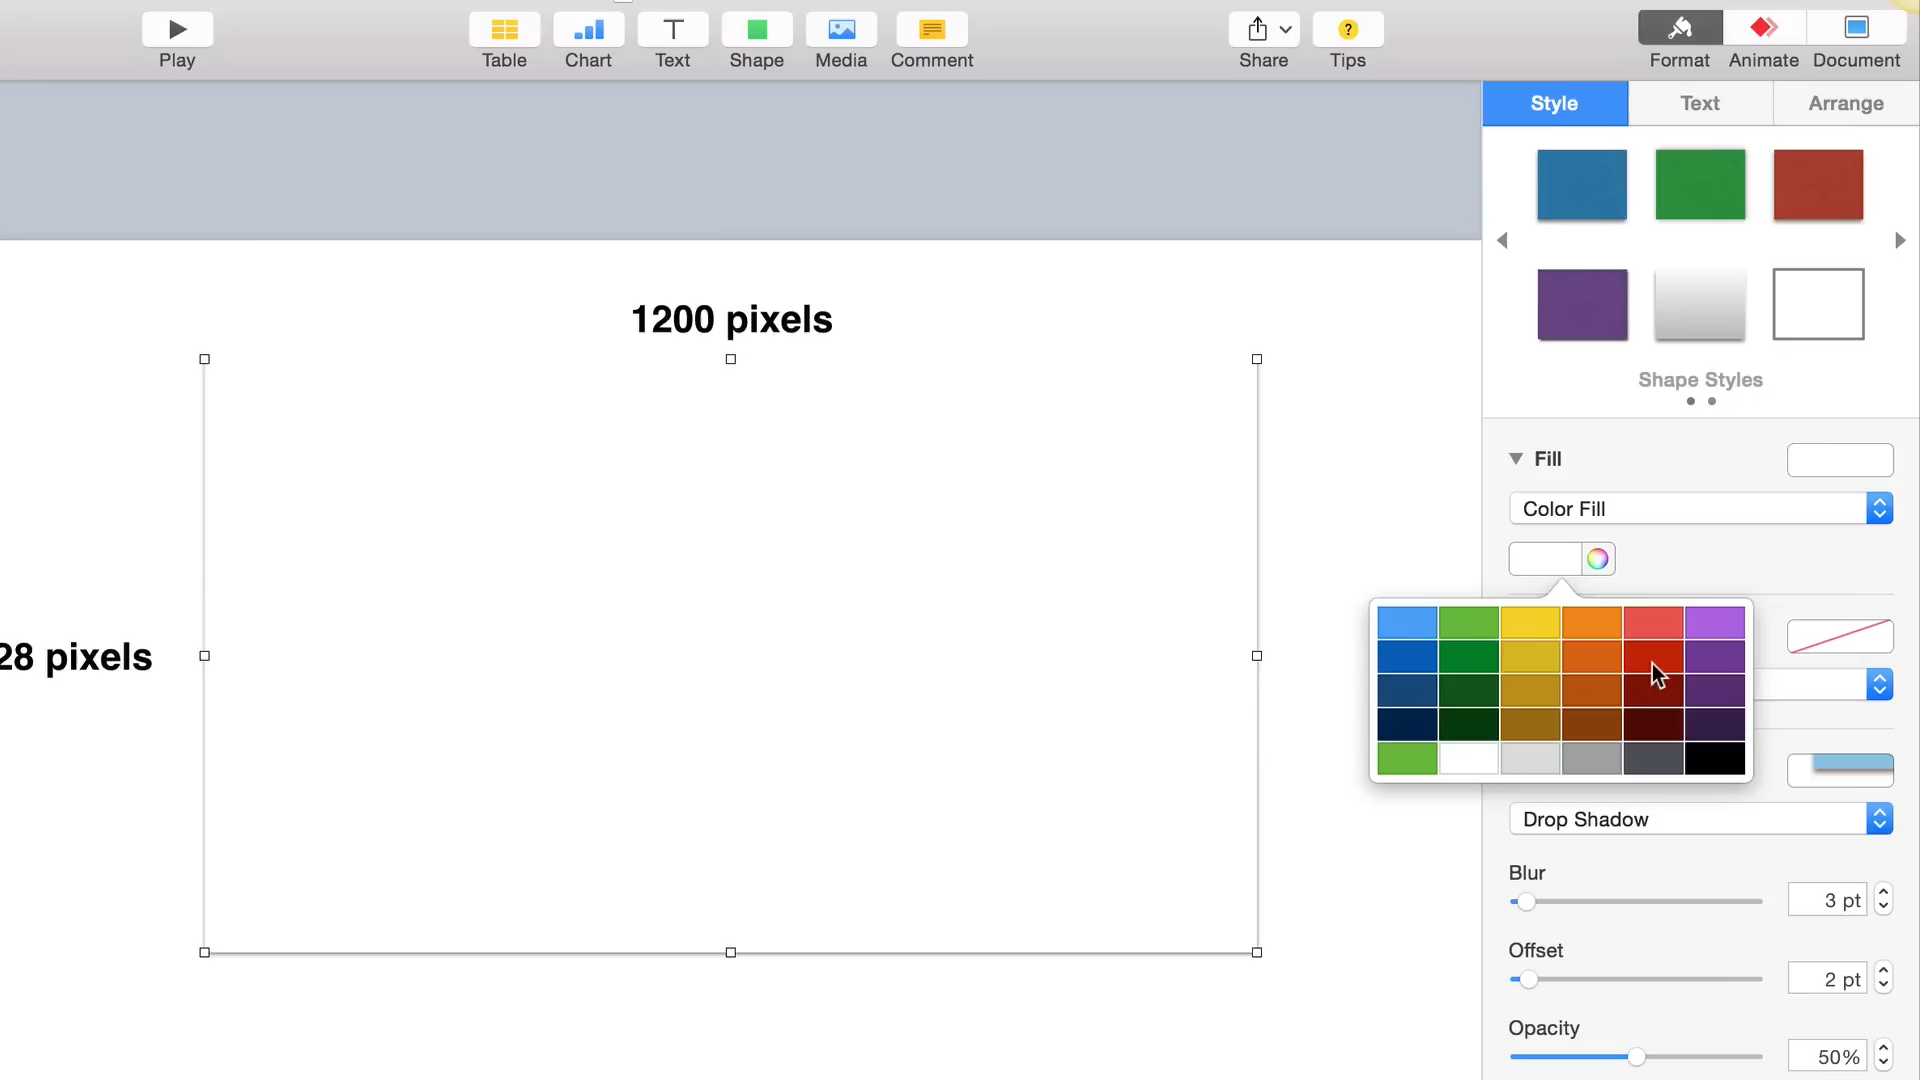 Play
Table
Chart
Text
Shape
Media
Comment
Share
?
Tips
Format
Animate
Document
Style
Text
Arrange
Shape Styles
1200 pixels
28 pixels
Fill
Color Fill
Drop Shadow
Blur
3 pt
Offset
2 pt
Opacity
50%